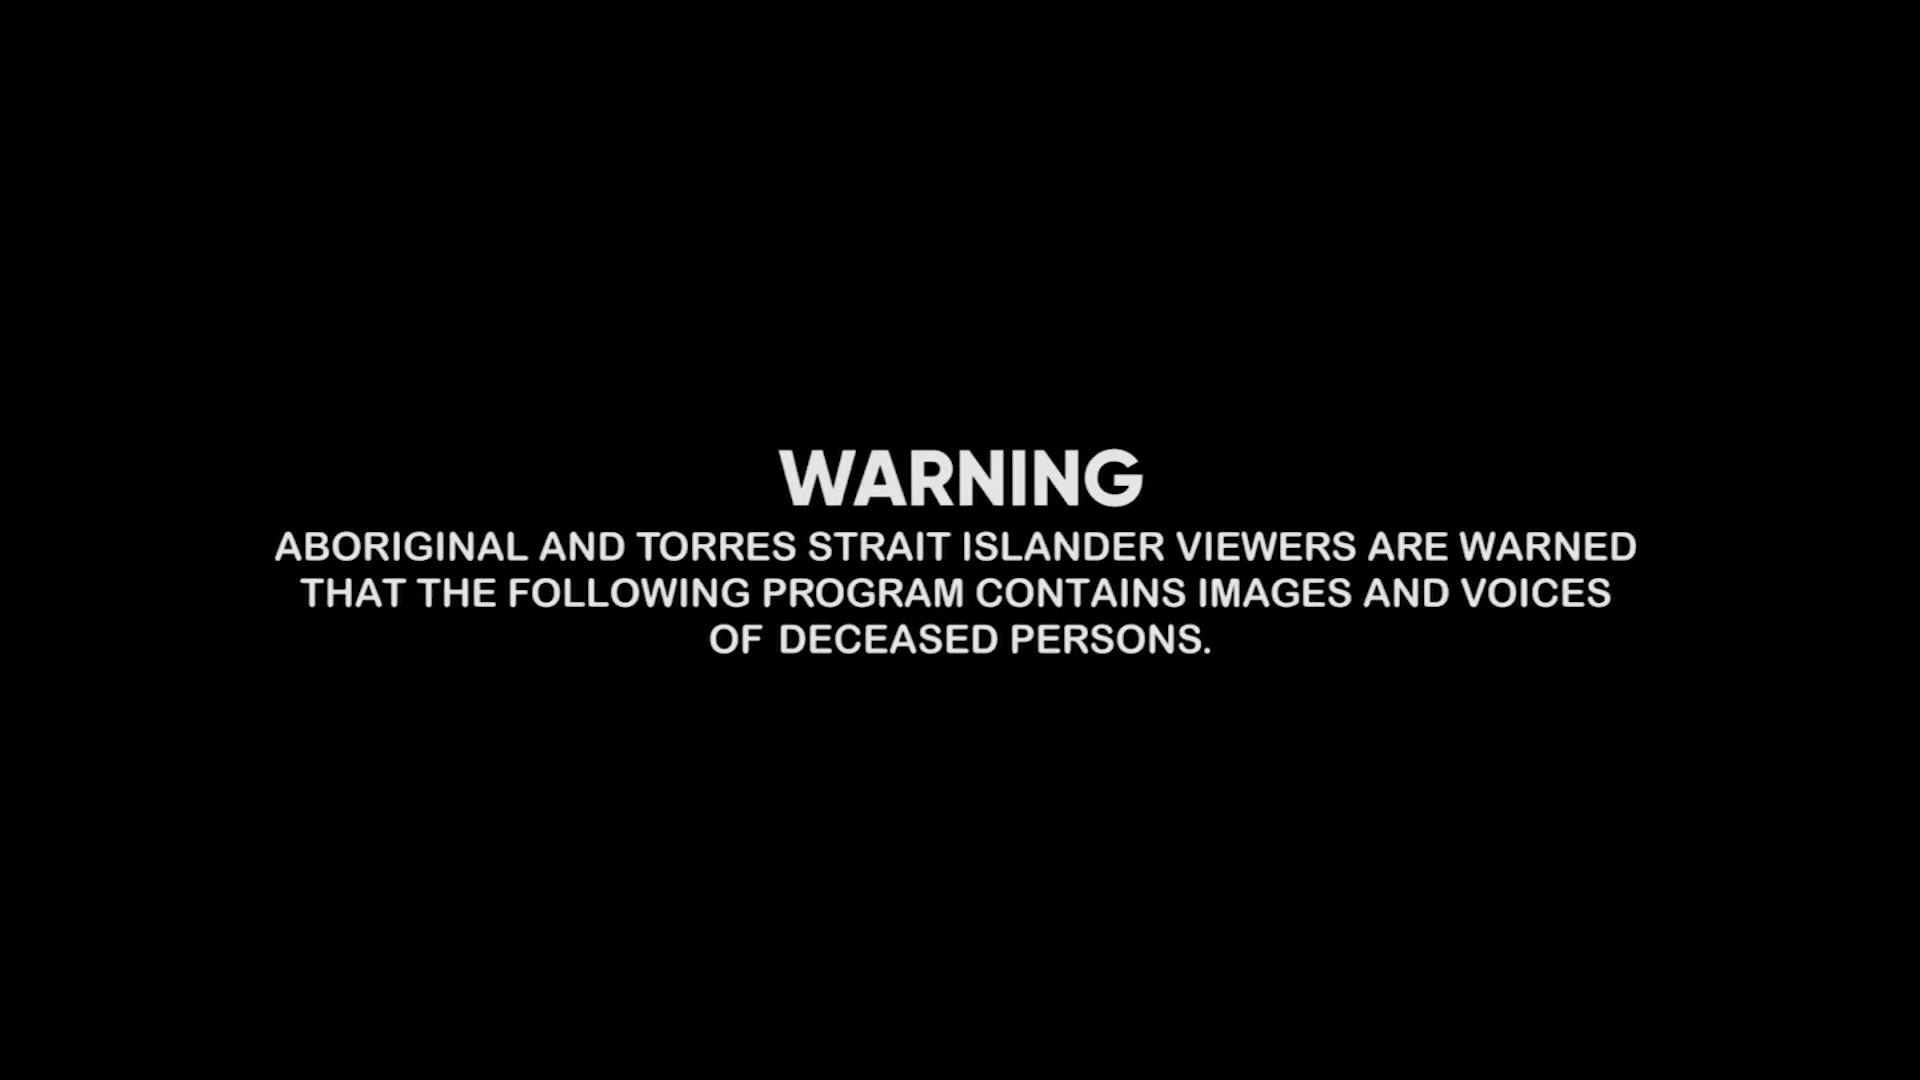 WARNING
ABORIGINAL AND TORRES STRAIT ISLANDER VIEWERS ARE WARNED
THAT THE FOLLOWING PROGRAM CONTAINS IMAGES AND VOICES
OF DECEASED PERSONS.